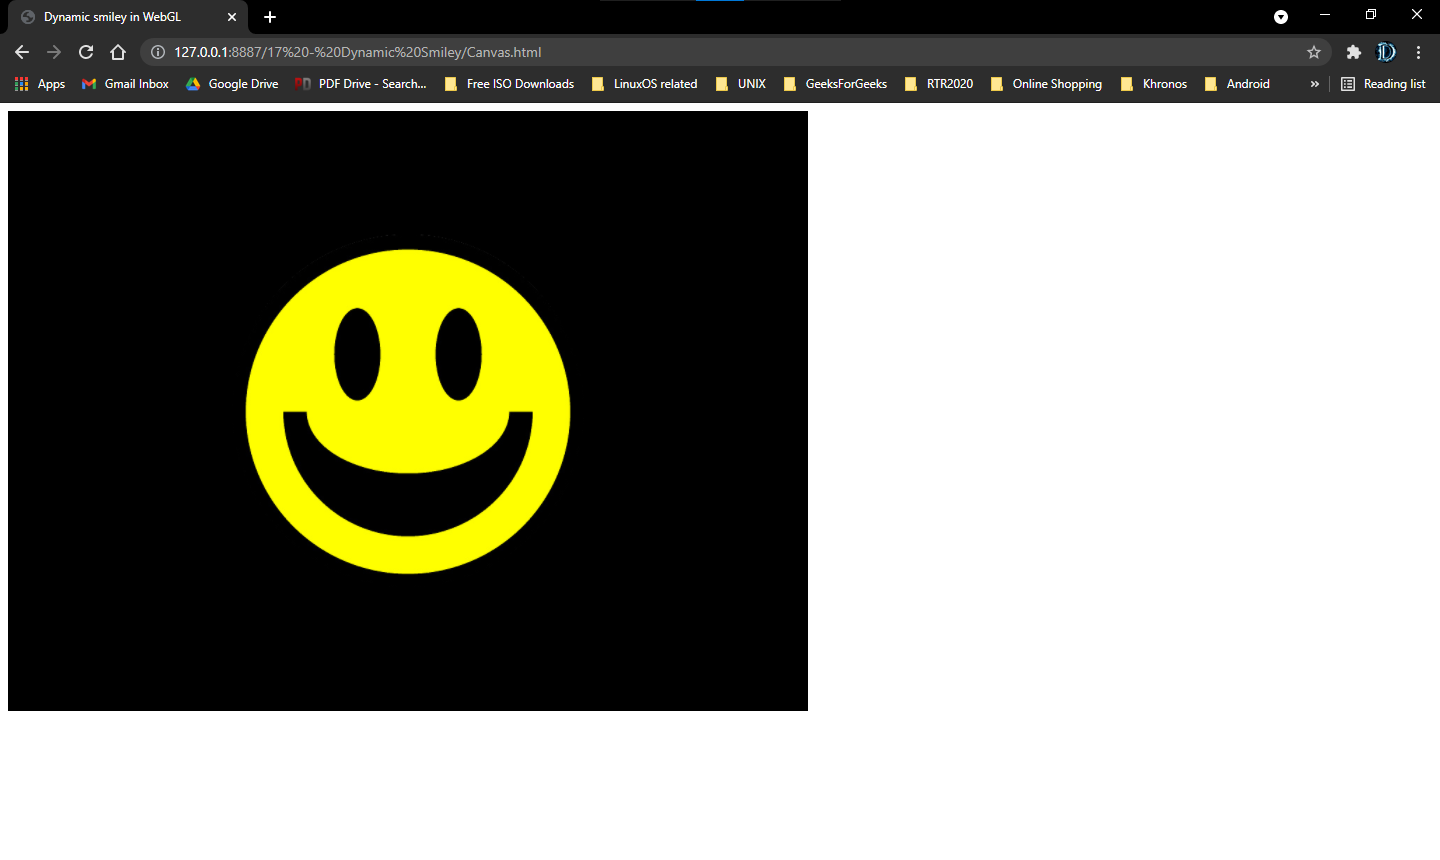 Dynamic smiley in WebGL
127.0.0.1:8887/17%20-%20Dynamic%20Smiley/Canvas.html
Apps Gmail Inbox Google Drive PDF Drive - Search... Free ISO Downloads LinuxOS related UNIX GeeksForGeeks RTR2020 Online Shopping Khronos Android » Reading list